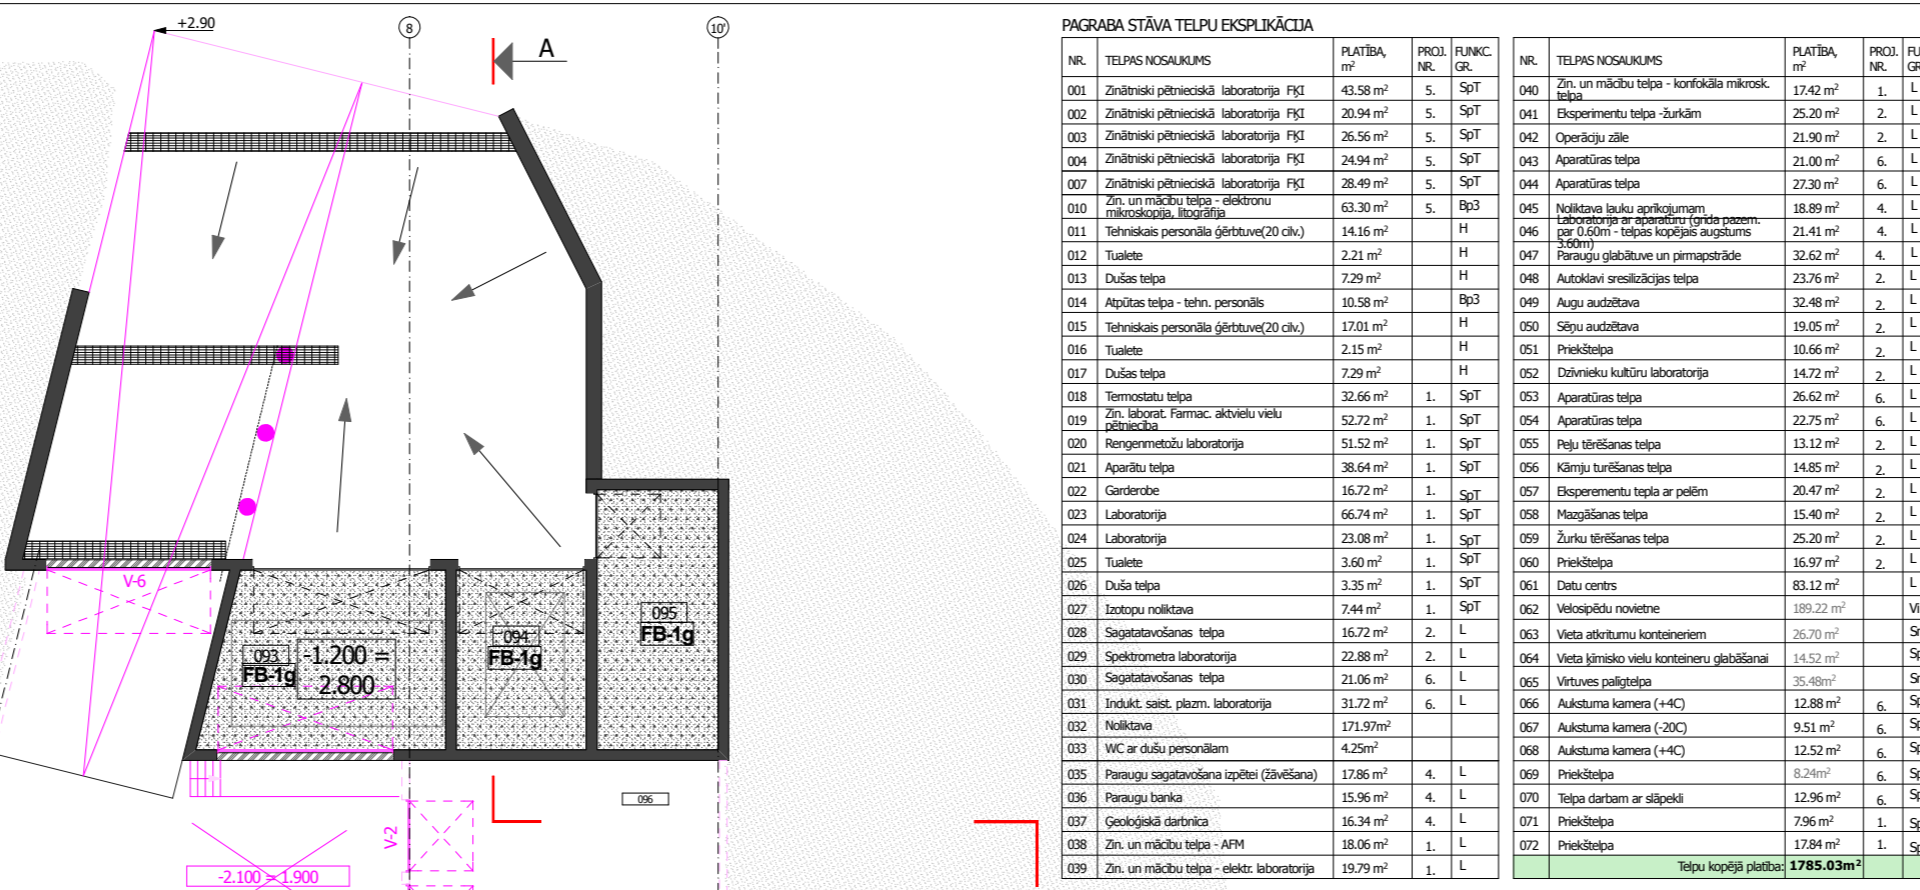 +2.90
8
10'
A
V-6
093
FB-1g
-1.200 =
2.800
094
FB-1g
095
FB-1g
096
V-2
-2.100 = 1.900
PAGRABA STĀVA TELPU EKSPLIKĀCIJA
NR. TELPAS NOSAUKUMS PLATĪBA, m² PROJ. NR. FUNKC. GR.
001 Zinātniski pētnieciskā laboratorija FĶI 43.58 m² 5. SpT
002 Zinātniski pētnieciskā laboratorija FĶI 20.94 m² 5. SpT
003 Zinātniski pētnieciskā laboratorija FĶI 26.56 m² 5. SpT
004 Zinātniski pētnieciskā laboratorija FĶI 24.94 m² 5. SpT
007 Zinātniski pētnieciskā laboratorija FĶI 28.49 m² 5. SpT
010 Zin. un mācību telpa - elektronu mikroskopija, litogrāfija 63.30 m² 5. Bp3
011 Tehniskais personāla ģērbtuve(20 cilv.) 14.16 m² H
012 Tualete 2.21 m² H
013 Dušas telpa 7.29 m² H
014 Atpūtas telpa - tehn. personāls 10.58 m² Bp3
015 Tehniskais personāla ģērbtuve(20 cilv.) 17.01 m² H
016 Tualete 2.15 m² H
017 Dušas telpa 7.29 m² H
018 Termostatu telpa 32.66 m² 1. SpT
019 Zin. laborat. Farmac. aktvielu vielu pētniecība 52.72 m² 1. SpT
020 Rengenmetožu laboratorija 51.52 m² 1. SpT
021 Aparātu telpa 38.64 m² 1. SpT
022 Garderobe 16.72 m² 1. SpT
023 Laboratorija 66.74 m² 1. SpT
024 Laboratorija 23.08 m² 1. SpT
025 Tualete 3.60 m² 1. SpT
026 Duša telpa 3.35 m² 1. SpT
027 Izotopu noliktava 7.44 m² 1. SpT
028 Sagatatavošanas telpa 16.72 m² 2. L
029 Spektrometra laboratorija 22.88 m² 2. L
030 Sagatatavošanas telpa 21.06 m² 6. L
031 Indukt. saist. plazm. laboratorija 31.72 m² 6. L
032 Noliktava 171.97m²
033 WC ar dušu personālam 4.25m²
035 Paraugu sagatavošana izpētei (žāvēšana) 17.86 m² 4. L
036 Paraugu banka 15.96 m² 4. L
037 Ģeoloģiskā darbnīca 16.34 m² 4. L
038 Zin. un mācību telpa - AFM 18.06 m² 1. L
039 Zin. un mācību telpa - elektr. laboratorija 19.79 m² 1. L
NR. TELPAS NOSAUKUMS PLATĪBA, m² PROJ. NR.
040 Zin. un mācību telpa - konfokāla mikrosk. telpa 17.42 m² 1. L
041 Eksperimentu telpa -žurkām 25.20 m² 2. L
042 Operāciju zāle 21.90 m² 2. L
043 Aparatūras telpa 21.00 m² 6. L
044 Aparatūras telpa 27.30 m² 6. L
045 Noliktava lauku aprīkojumam 18.89 m² 4. L
046 Laboratorija ar aparatūru (grīda pazem. par 0.60m - telpas kopējais augstums 3.60m) 21.41 m² 4. L
047 Paraugu glabātuve un pirmapstrāde 32.62 m² 4. L
048 Autoklavi sresilizācijas telpa 23.76 m² 2. L
049 Augu audzētava 32.48 m² 2. L
050 Sēņu audzētava 19.05 m² 2. L
051 Priekštelpa 10.66 m² 2. L
052 Dzīvnieku kultūru laboratorija 14.72 m² 2. L
053 Aparatūras telpa 26.62 m² 6. L
054 Aparatūras telpa 22.75 m² 6. L
055 Peļu tērēšanas telpa 13.12 m² 2. L
056 Kāmju turēšanas telpa 14.85 m² 2. L
057 Eksperementu tepla ar pelēm 20.47 m² 2. L
058 Mazgāšanas telpa 15.40 m² 2. L
059 Žurku tērēšanas telpa 25.20 m² 2. L
060 Priekštelpa 16.97 m² 2. L
061 Datu centrs 83.12 m² L
062 Velosipēdu novietne 189.22 m²
063 Vieta atkritumu konteineriem 26.70 m²
064 Vieta ķīmisko vielu konteineru glabāšanai 14.52 m²
065 Virtuves palīgtelpa 35.48m²
066 Aukstuma kamera (+4C) 12.88 m² 6.
067 Aukstuma kamera (-20C) 9.51 m² 6.
068 Aukstuma kamera (+4C) 12.52 m² 6.
069 Priekštelpa 8.24m² 6.
070 Telpa darbam ar slāpekli 12.96 m² 6.
071 Priekštelpa 7.96 m² 1.
072 Priekštelpa 17.84 m² 1.
Telpu kopējā platība: 1785.03m²